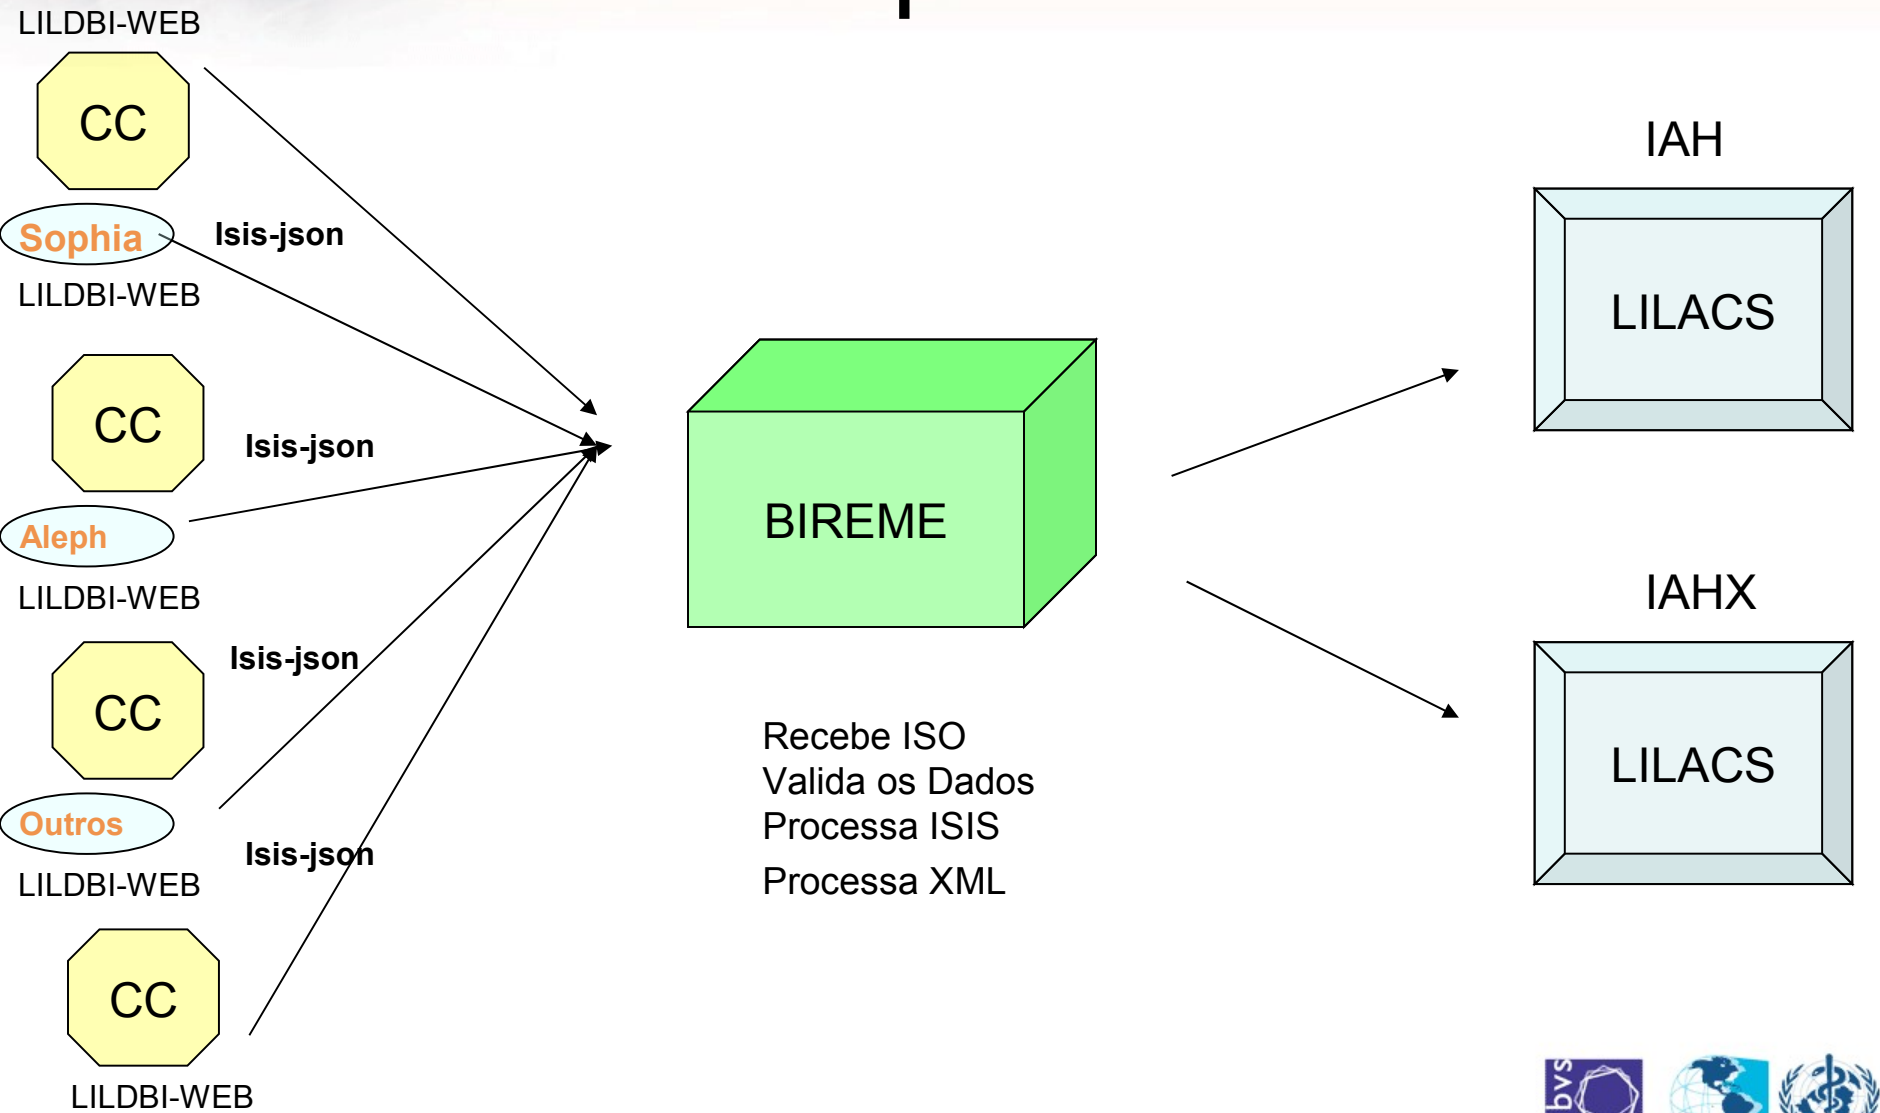 LILDBI-WEB
CC
Sophia
Isis-json
LILDBI-WEB
CC
Isis-json
Aleph
LILDBI-WEB
Isis-json
CC
Outros
Isis-json
LILDBI-WEB
CC
LILDBI-WEB
BIREME
Recebe ISO
Valida os Dados
Processa ISIS
Processa XML
IAH
LILACS
IAHX
LILACS
bvs